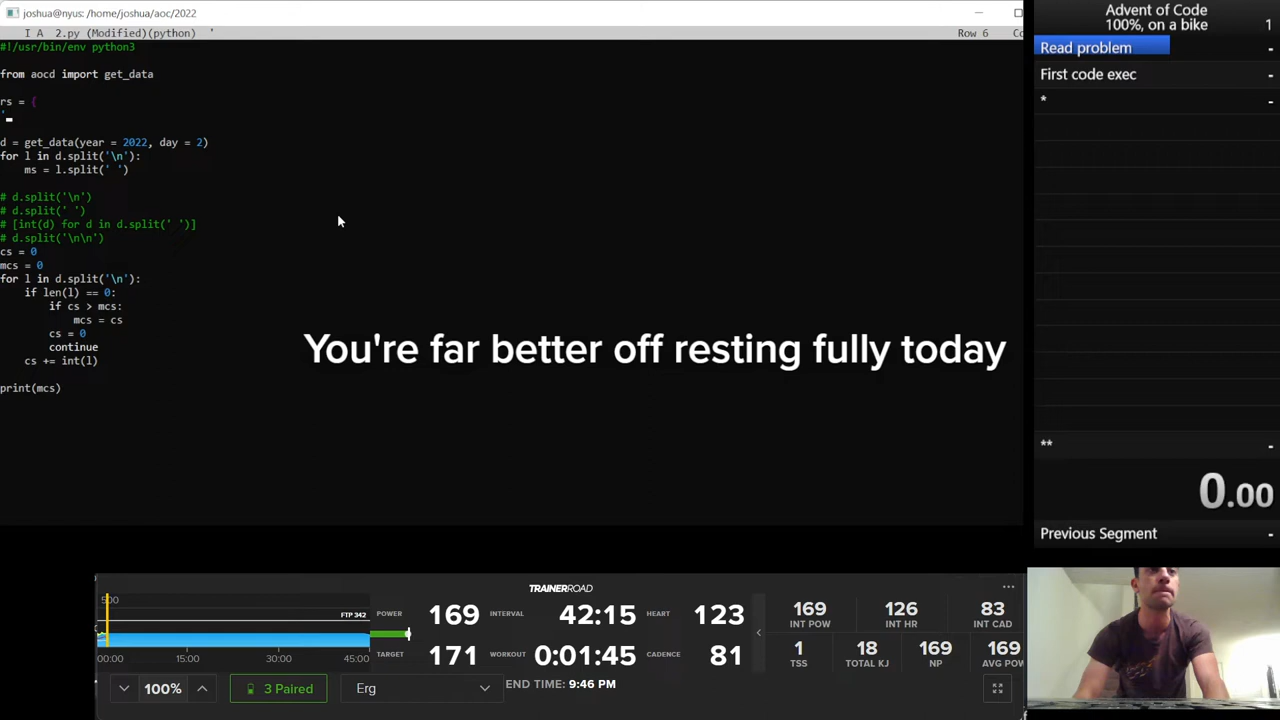 joshua@nyus: /home/joshua/aoc/2022
I A 2.py (Modified)(python) '
Row 6 Co
#!/usr/bin/env python3
from aocd import get_data
rs = {
'
d = get_data(year = 2022, day = 2)
for l in d.split('\n'):
    ms = l.split(' ')
# d.split('\n')
# d.split(' ')
# [int(d) for d in d.split(' ')]
# d.split('\n\n')
cs = 0
mcs = 0
for l in d.split('\n'):
    if len(l) == 0:
        if cs > mcs:
            mcs = cs
        cs = 0
        continue
    cs += int(l)
print(mcs)
You're far better off resting fully today
Advent of Code
100%, on a bike 1
Read problem -
First code exec -
* -
** -
0.00
Previous Segment -
TRAINERROAD
500
FTP 342
00:00 15:00 30:00 45:00
POWER 169 INTERVAL 42:15 HEART 123
TARGET 171 WORKOUT 0:01:45 CADENCE 81
169 126 83
INT POW INT HR INT CAD
1 18 169 169
TSS TOTAL KJ NP AVG POW
100% 3 Paired Erg END TIME: 9:46 PM